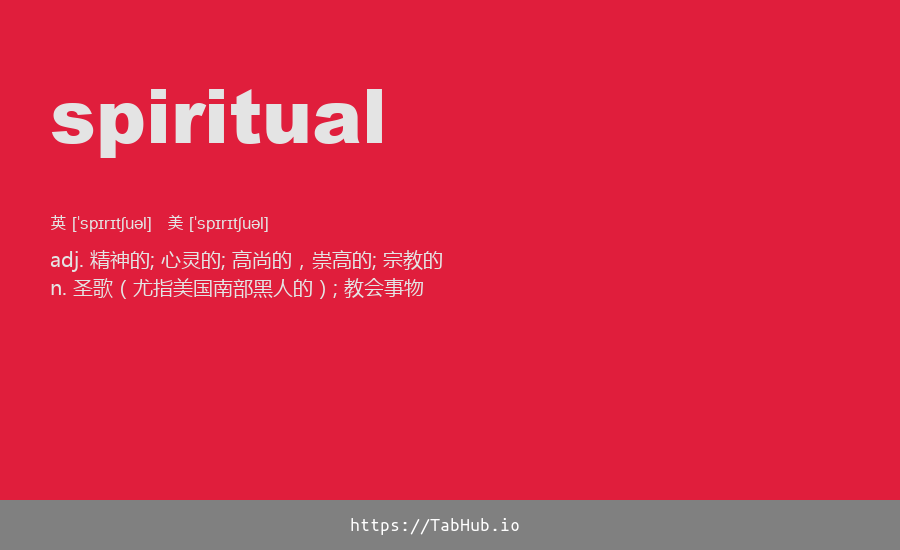 spiritual
英 [ˈspɪrɪtʃuəl] 美 [ˈspɪrɪtʃuəl]
adj. 精神的; 心灵的; 高尚的，崇高的; 宗教的
n. 圣歌（尤指美国南部黑人的）; 教会事物
https://TabHub.io